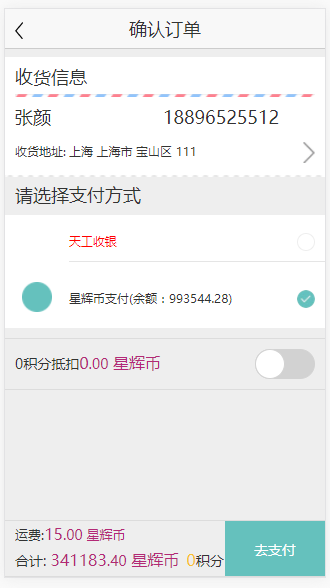 确认订单
收货信息
张颜 18896525512
收货地址: 上海 上海市 宝山区 111
请选择支付方式
天工收银
星辉币支付(余额：993544.28)
0积分抵扣0.00 星辉币
运费:15.00 星辉币
合计: 341183.40 星辉币 0积分
去支付